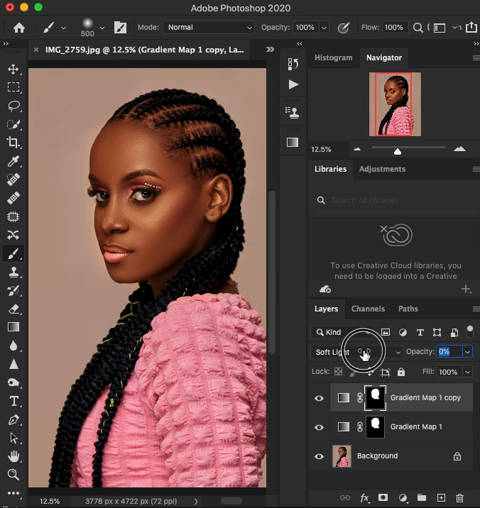 Adobe Photoshop 2020
500
Mode: Normal
Opacity: 100%
Flow: 100%
IMG_2759.jpg @ 12.5% (Gradient Map 1 copy, La...
Histogram
Navigator
12.5%
Libraries
Adjustments
Search all libraries
To use Creative Cloud libraries, you
need to be logged into a Creative
Layers
Channels
Paths
Kind
Soft Light
Opacity: 0%
Lock:
Fill: 100%
Gradient Map 1 copy
Gradient Map 1
Background
fx
12.5%
3778 px x 4722 px (72 ppi)